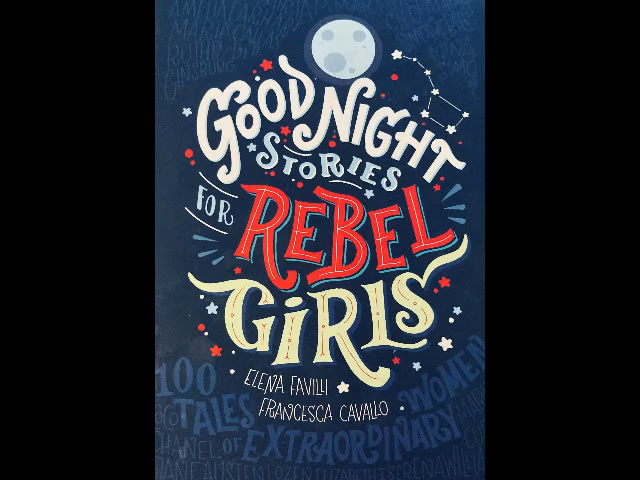 GOOD NIGHT
STORIES
FOR REBEL
GIRLS
ELENA FAVILLI
FRANCESCA CAVALLO
100
TALES
OF EXTRAORDINARY
WOMEN